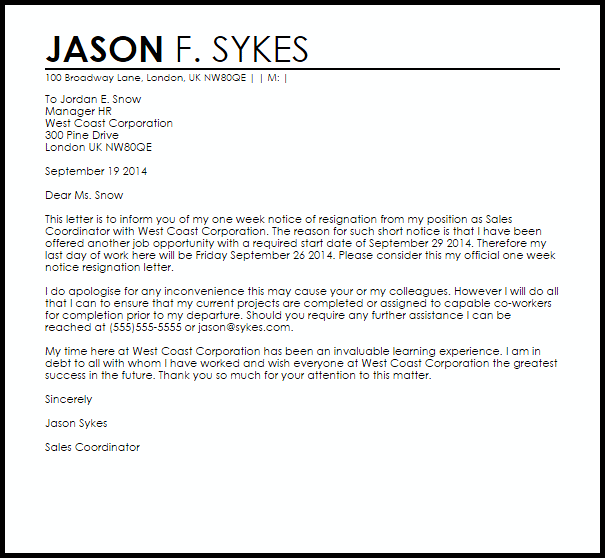 JASON F. SYKES
100 Broadway Lane, London, UK NW80QE | | M: |
To Jordan E. Snow
Manager HR
West Coast Corporation
300 Pine Drive
London UK NW80QE
September 19 2014
Dear Ms. Snow
This letter is to inform you of my one week notice of resignation from my position as Sales
Coordinator with West Coast Corporation. The reason for such short notice is that I have been
offered another job opportunity with a required start date of September 29 2014. Therefore my
last day of work here will be Friday September 26 2014. Please consider this my official one week
notice resignation letter.
I do apologise for any inconvenience this may cause your or my colleagues. However I will do all
that I can to ensure that my current projects are completed or assigned to capable co-workers
for completion prior to my departure. Should you require any further assistance I can be
reached at (555)555-5555 or jason@sykes.com.
My time here at West Coast Corporation has been an invaluable learning experience. I am in
debt to all with whom I have worked and wish everyone at West Coast Corporation the greatest
success in the future. Thank you so much for your attention to this matter.
Sincerely
Jason Sykes
Sales Coordinator